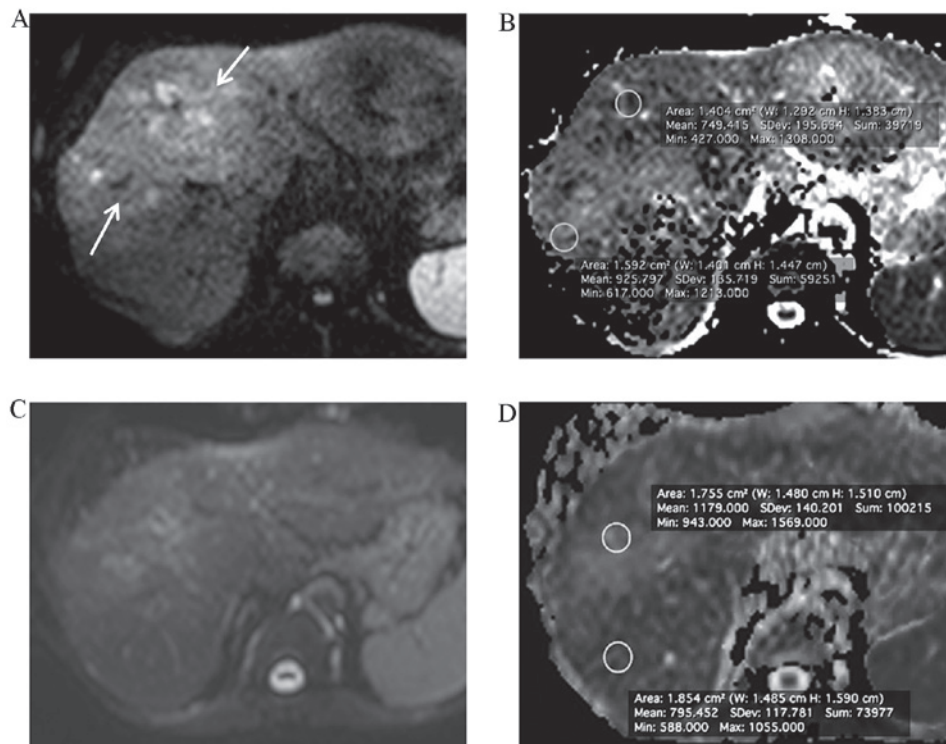 A
B
Area: 1.404 cm² (W: 1.292 cm H: 1.383 cm)
Mean: 749.415 SDev: 195.634 Sum: 39719
Min: 427.000 Max: 1308.000
Area: 1.592 cm² (W: 1.401 cm H: 1.447 cm)
Mean: 925.797 SDev: 135.719 Sum: 59251
Min: 617.000 Max: 1213.000
C
D
Area: 1.755 cm² (W: 1.480 cm H: 1.510 cm)
Mean: 1179.000 SDev: 140.201 Sum: 100215
Min: 943.000 Max: 1569.000
Area: 1.854 cm² (W: 1.485 cm H: 1.590 cm)
Mean: 795.452 SDev: 117.781 Sum: 73977
Min: 588.000 Max: 1055.000